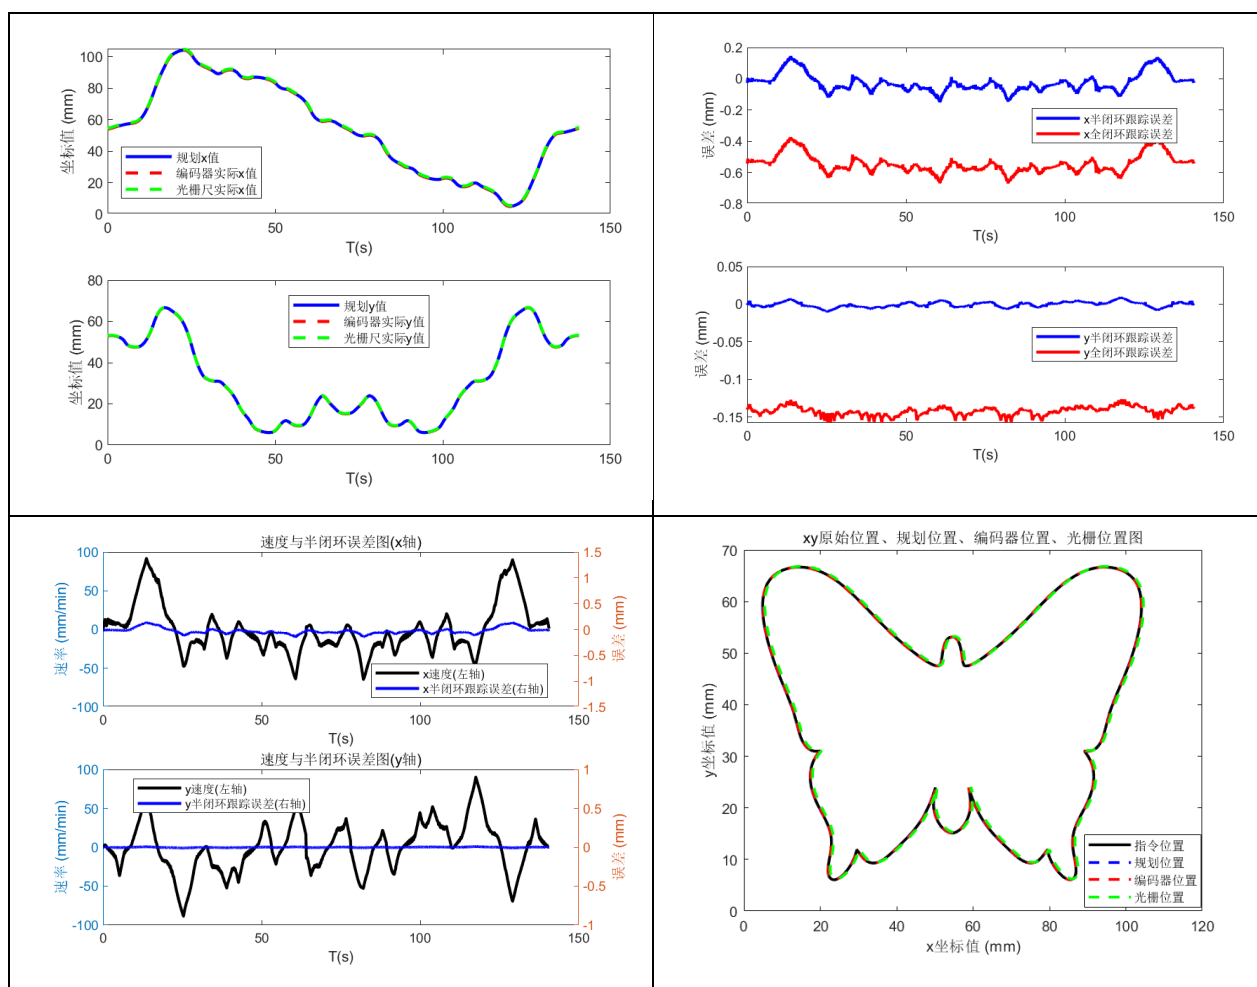 100
80
60
40
20
0
坐标值 (mm)
规划x值
编码器实际x值
光栅尺实际x值
0
50
100
150
T(s)
80
60
40
20
0
坐标值 (mm)
规划y值
编码器实际y值
光栅尺实际y值
0
50
100
150
T(s)
0.2
0
-0.2
-0.4
-0.6
-0.8
误差 (mm)
x半闭环跟踪误差
x全闭环跟踪误差
0
50
100
150
T(s)
0.05
0
-0.05
-0.1
-0.15
误差 (mm)
y半闭环跟踪误差
y全闭环跟踪误差
0
50
100
150
T(s)
速度与半闭环误差图(x轴)
100
50
0
-50
-100
速率 (mm/min)
1.5
1
0.5
0
-0.5
-1
-1.5
误差 (mm)
x速度(左轴)
x半闭环跟踪误差(右轴)
0
50
100
150
T(s)
速度与半闭环误差图(y轴)
100
50
0
-50
-100
速率 (mm/min)
1
0.5
0
-0.5
-1
误差 (mm)
y速度(左轴)
y半闭环跟踪误差(右轴)
0
50
100
150
T(s)
xy原始位置、规划位置、编码器位置、光栅位置图
70
60
50
40
30
20
10
0
y坐标值 (mm)
指令位置
规划位置
编码器位置
光栅位置
0
20
40
60
80
100
120
x坐标值 (mm)